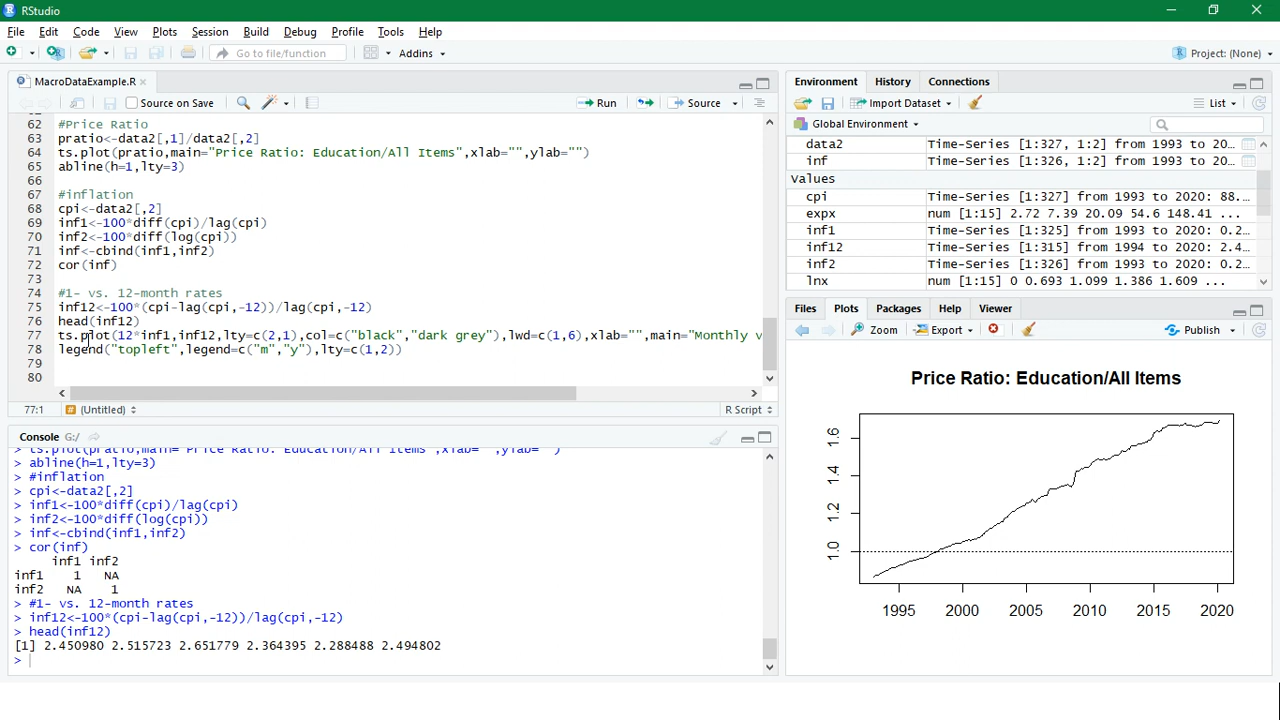 RStudio
File Edit Code View Plots Session Build Debug Profile Tools Help
Go to file/function Addins Project: (None)
MacroDataExample.R
Source on Save Run Source
62 #Price Ratio
63 pratio<-data2[,1]/data2[,2]
64 ts.plot(pratio,main="Price Ratio: Education/All Items",xlab="",ylab="")
65 abline(h=1,lty=3)
66
67 #inflation
68 cpi<-data2[,2]
69 inf1<-100*diff(cpi)/lag(cpi)
70 inf2<-100*diff(log(cpi))
71 inf<-cbind(inf1,inf2)
72 cor(inf)
73
74 #1- vs. 12-month rates
75 inf12<-100*(cpi-lag(cpi,-12))/lag(cpi,-12)
76 head(inf12)
77 ts.plot(12*inf1,inf12,lty=c(2,1),col=c("black","dark grey"),lwd=c(1,6),xlab="",main="Monthly v
78 legend("topleft",legend=c("m","y"),lty=c(1,2))
79
80
77:1 # (Untitled) R Script
Console G:/
> ts.plot(pratio,main="Price Ratio: Education/All Items",xlab="",ylab="")
> abline(h=1,lty=3)
> #inflation
> cpi<-data2[,2]
> inf1<-100*diff(cpi)/lag(cpi)
> inf2<-100*diff(log(cpi))
> inf<-cbind(inf1,inf2)
> cor(inf)
inf1 inf2
inf1 1 NA
inf2 NA 1
> #1- vs. 12-month rates
> inf12<-100*(cpi-lag(cpi,-12))/lag(cpi,-12)
> head(inf12)
[1] 2.450980 2.515723 2.651779 2.364395 2.288488 2.494802
>
Environment History Connections
Import Dataset List
Global Environment
data2 Time-Series [1:327, 1:2] from 1993 to 20…
inf Time-Series [1:326, 1:2] from 1993 to 20…
Values
cpi Time-Series [1:327] from 1993 to 2020: 88.…
expx num [1:15] 2.72 7.39 20.09 54.6 148.41 ...
inf1 Time-Series [1:325] from 1993 to 2020: 0.2…
inf12 Time-Series [1:315] from 1994 to 2020: 2.4…
inf2 Time-Series [1:326] from 1993 to 2020: 0.2…
lnx num [1:15] 0 0.693 1.099 1.386 1.609 ...
Files Plots Packages Help Viewer
Zoom Export Publish
Price Ratio: Education/All Items
1.6
1.4
1.2
1.0
1995 2000 2005 2010 2015 2020